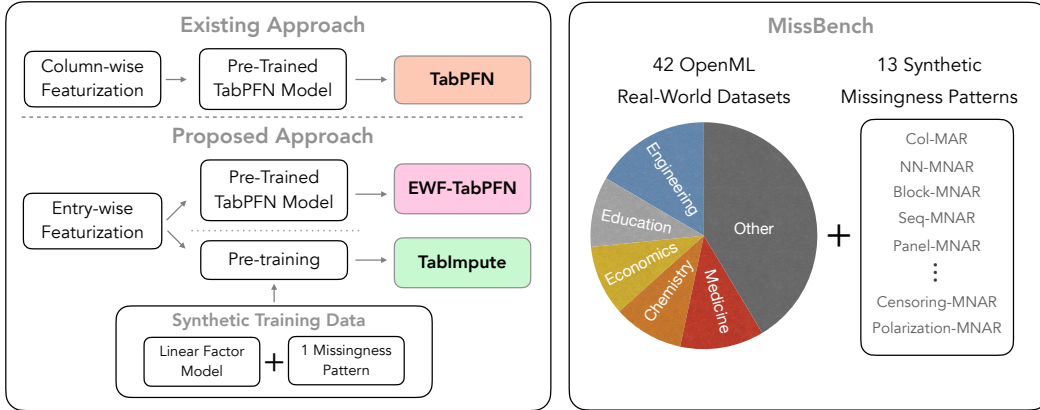 Existing Approach
Column-wise
Featurization
Pre-Trained
TabPFN Model
TabPFN
Proposed Approach
Entry-wise
Featurization
Pre-Trained
TabPFN Model
EWF-TabPFN
Pre-training
TabImpute
Synthetic Training Data
Linear Factor
Model
+
1 Missingness
Pattern
MissBench
42 OpenML
Real-World Datasets
Engineering
Education
Economics
Chemistry
Medicine
Other
+
13 Synthetic
Missingness Patterns
Col-MAR
NN-MNAR
Block-MNAR
Seq-MNAR
Panel-MNAR
⋮
Censoring-MNAR
Polarization-MNAR